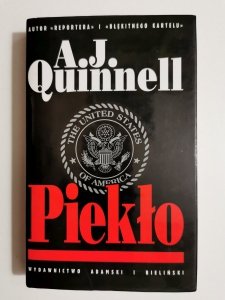 AUTOR «REPORTERA» I «BŁĘKITNEGO KARTELU»
A.J.
Quinnell
THE UNITED STATES
OF AMERICA
Piekło
WYDAWNICTWO ADAMSKI I BIELIŃSKI